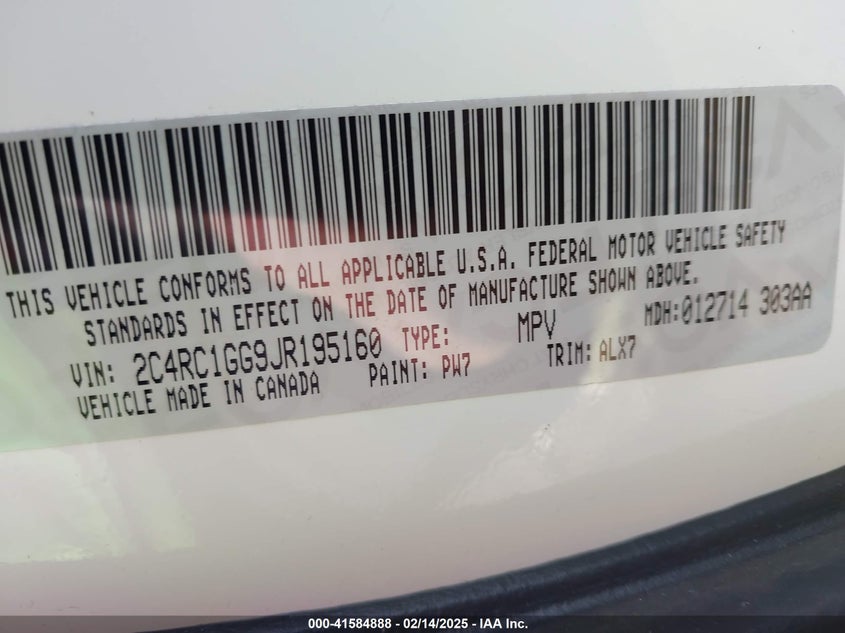 THIS VEHICLE CONFORMS TO ALL APPLICABLE U.S.A. FEDERAL MOTOR VEHICLE SAFETY
STANDARDS IN EFFECT ON THE DATE OF MANUFACTURE SHOWN ABOVE.
VIN: 2C4RC1GG9JR195160 TYPE: MPV MDH:012714 303AA
VEHICLE MADE IN CANADA PAINT: PW7 TRIM: ALX7
000-41584888 - 02/14/2025 - IAA Inc.